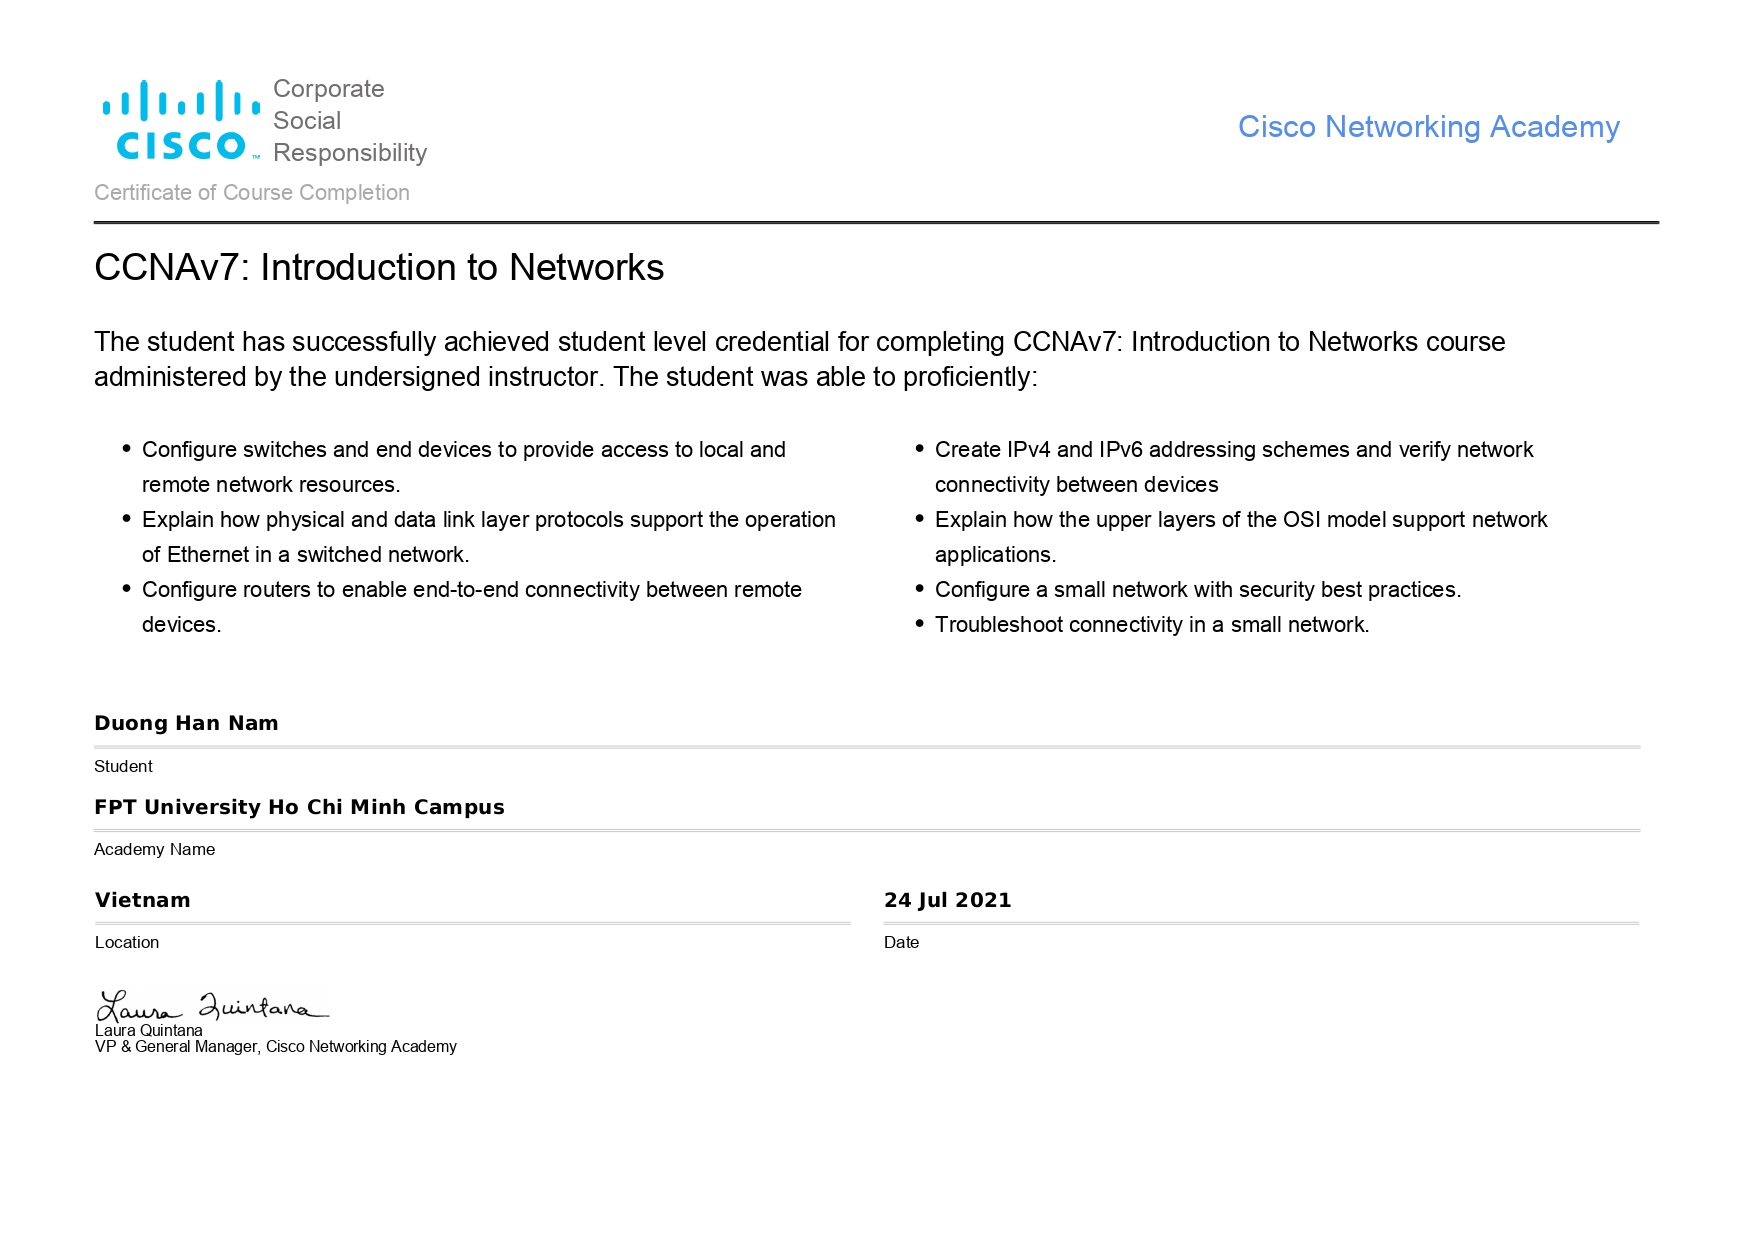 Corporate
Social
Responsibility
CISCO™
Cisco Networking Academy
Certificate of Course Completion
CCNAv7: Introduction to Networks
The student has successfully achieved student level credential for completing CCNAv7: Introduction to Networks course
administered by the undersigned instructor. The student was able to proficiently:
• Configure switches and end devices to provide access to local and
remote network resources.
• Explain how physical and data link layer protocols support the operation
of Ethernet in a switched network.
• Configure routers to enable end-to-end connectivity between remote
devices.
• Create IPv4 and IPv6 addressing schemes and verify network
connectivity between devices
• Explain how the upper layers of the OSI model support network
applications.
• Configure a small network with security best practices.
• Troubleshoot connectivity in a small network.
Duong Han Nam
Student
FPT University Ho Chi Minh Campus
Academy Name
Vietnam
Location
24 Jul 2021
Date
Laura Quintana
Laura Quintana
VP & General Manager, Cisco Networking Academy